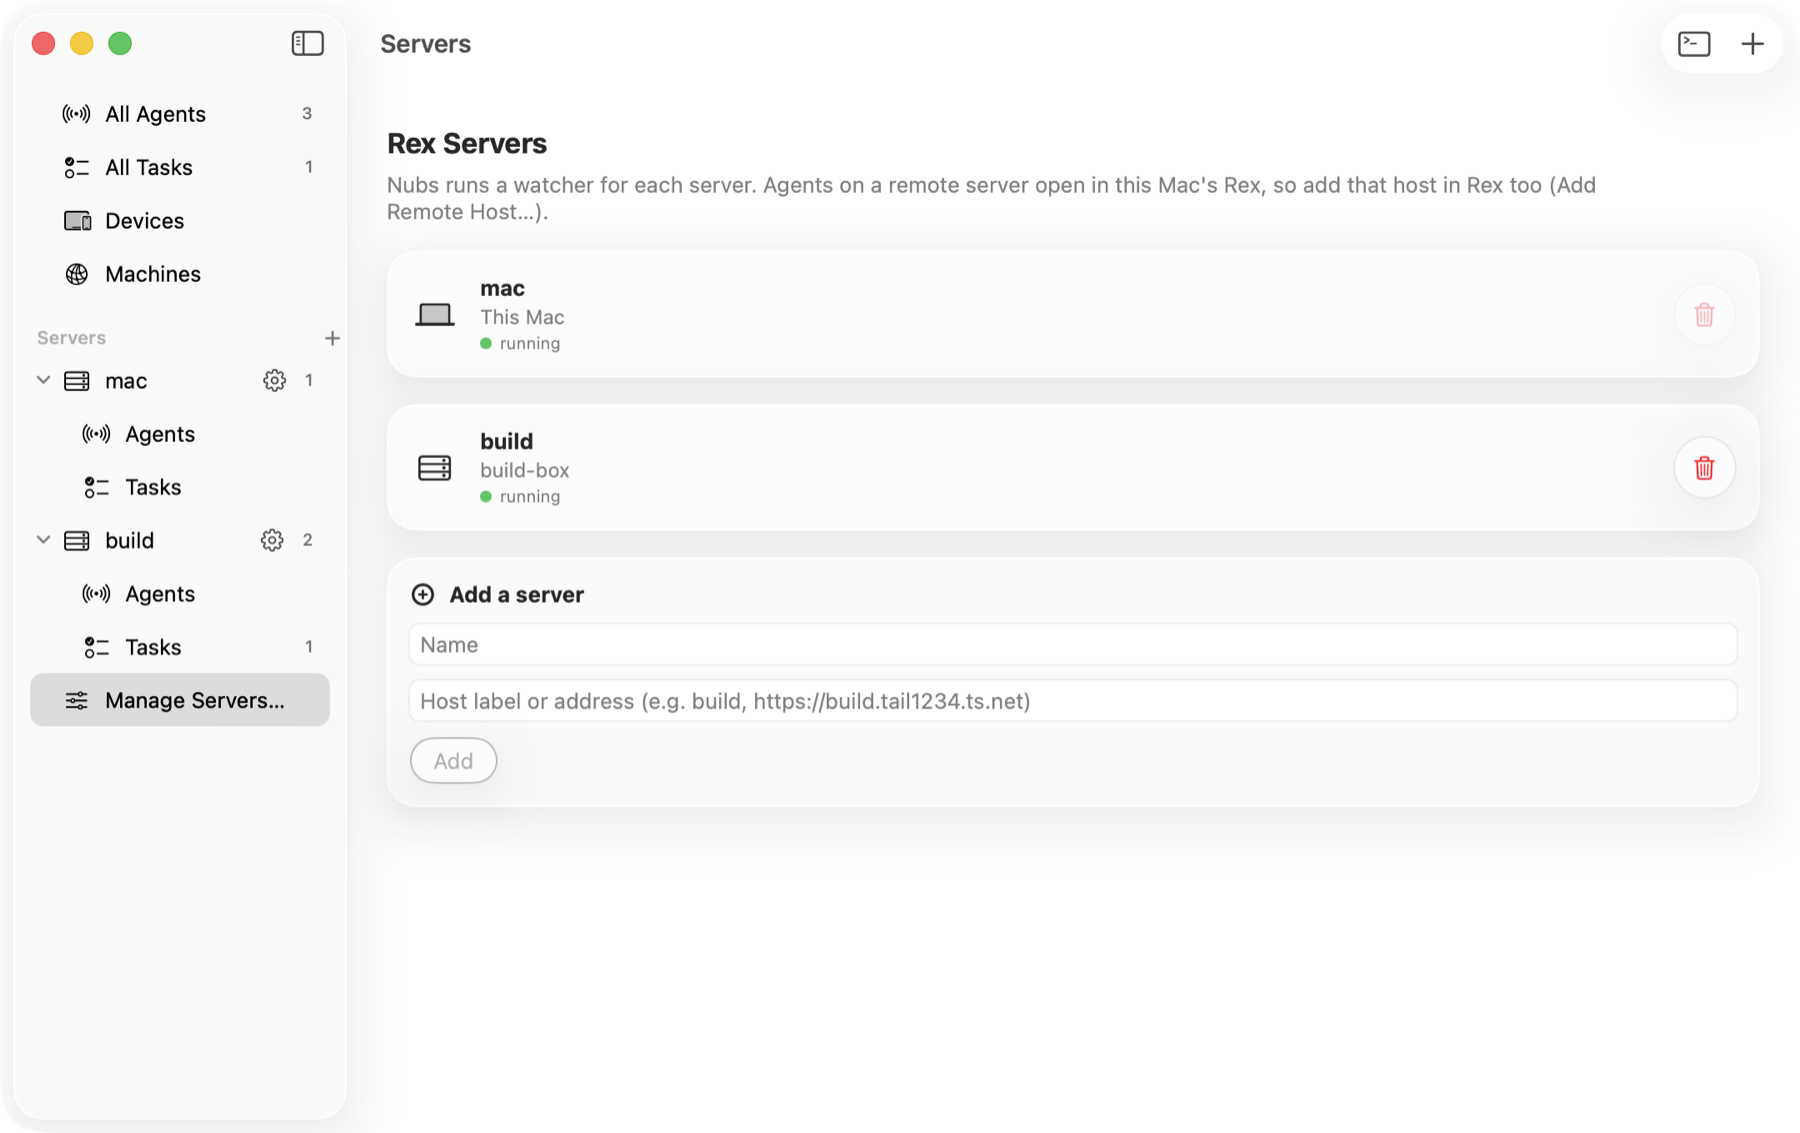 Servers
All Agents 3
All Tasks 1
Devices
Machines
Servers
mac 1
Agents
Tasks
build 2
Agents
Tasks 1
Manage Servers...
Rex Servers
Nubs runs a watcher for each server. Agents on a remote server open in this Mac's Rex, so add that host in Rex too (Add
Remote Host...).
mac
This Mac
running
build
build-box
running
Add a server
Name
Host label or address (e.g. build, https://build.tail1234.ts.net)
Add